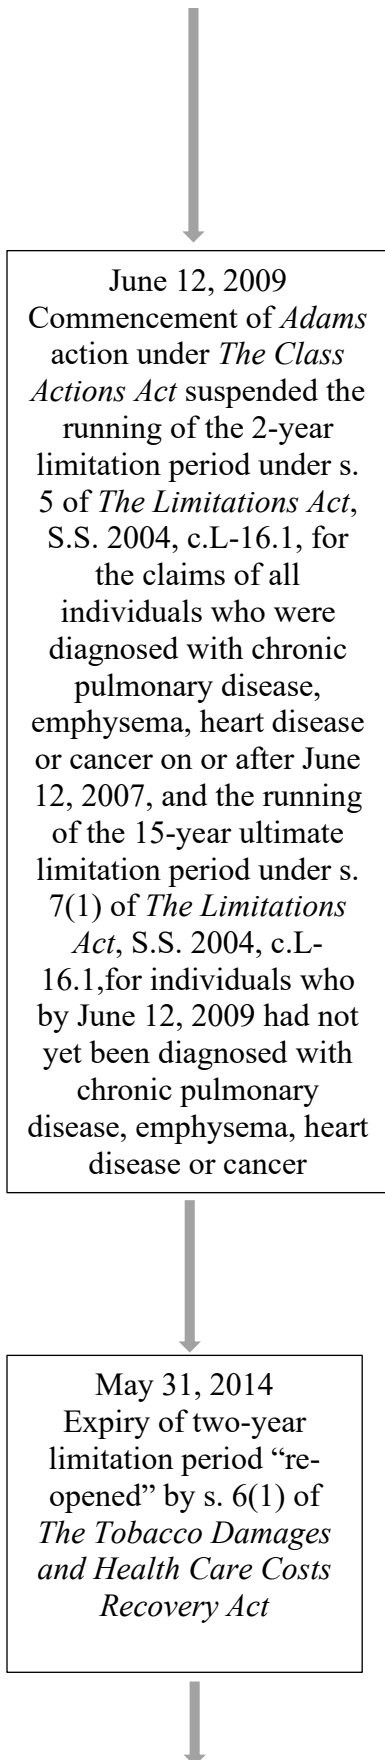 June 12, 2009
Commencement of Adams
action under The Class
Actions Act suspended the
running of the 2-year
limitation period under s.
5 of The Limitations Act,
S.S. 2004, c.L-16.1, for
the claims of all
individuals who were
diagnosed with chronic
pulmonary disease,
emphysema, heart disease
or cancer on or after June
12, 2007, and the running
of the 15-year ultimate
limitation period under s.
7(1) of The Limitations
Act, S.S. 2004, c.L-
16.1,for individuals who
by June 12, 2009 had not
yet been diagnosed with
chronic pulmonary
disease, emphysema, heart
disease or cancer
May 31, 2014
Expiry of two-year
limitation period “re-
opened” by s. 6(1) of
The Tobacco Damages
and Health Care Costs
Recovery Act